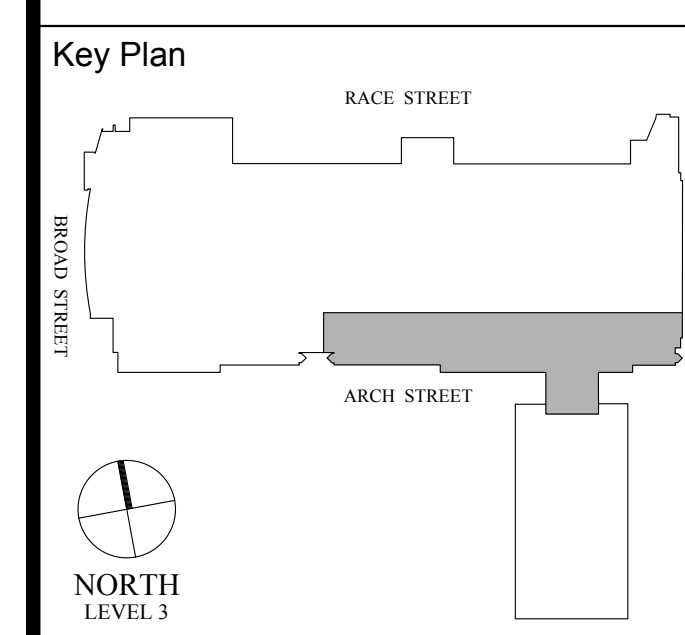 Key Plan
RACE STREET
BROAD STREET
ARCH STREET
NORTH
LEVEL 3